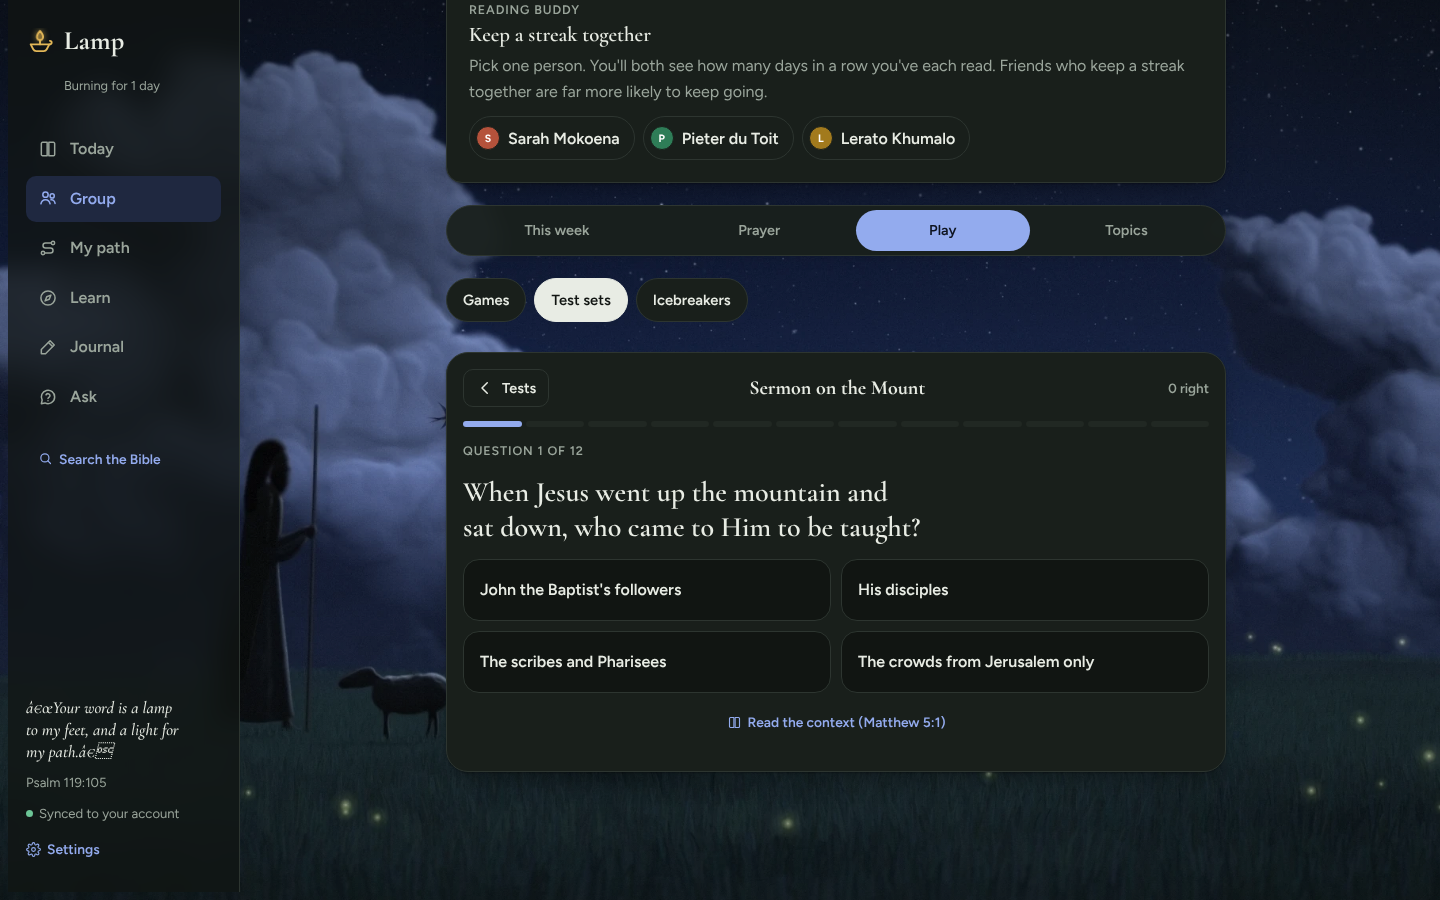 Lamp
Burning for 1 day
Today
Group
My path
Learn
Journal
Ask
Search the Bible
“Your word is a lamp
to my feet, and a light for
my path.â€
Psalm 119:105
Synced to your account
Settings
READING BUDDY
Keep a streak together
Pick one person. You'll both see how many days in a row you've each read. Friends who keep a streak
together are far more likely to keep going.
S Sarah Mokoena
P Pieter du Toit
L Lerato Khumalo
This week
Prayer
Play
Topics
Games
Test sets
Icebreakers
Tests
Sermon on the Mount
0 right
QUESTION 1 OF 12
When Jesus went up the mountain and
sat down, who came to Him to be taught?
John the Baptist's followers
His disciples
The scribes and Pharisees
The crowds from Jerusalem only
Read the context (Matthew 5:1)